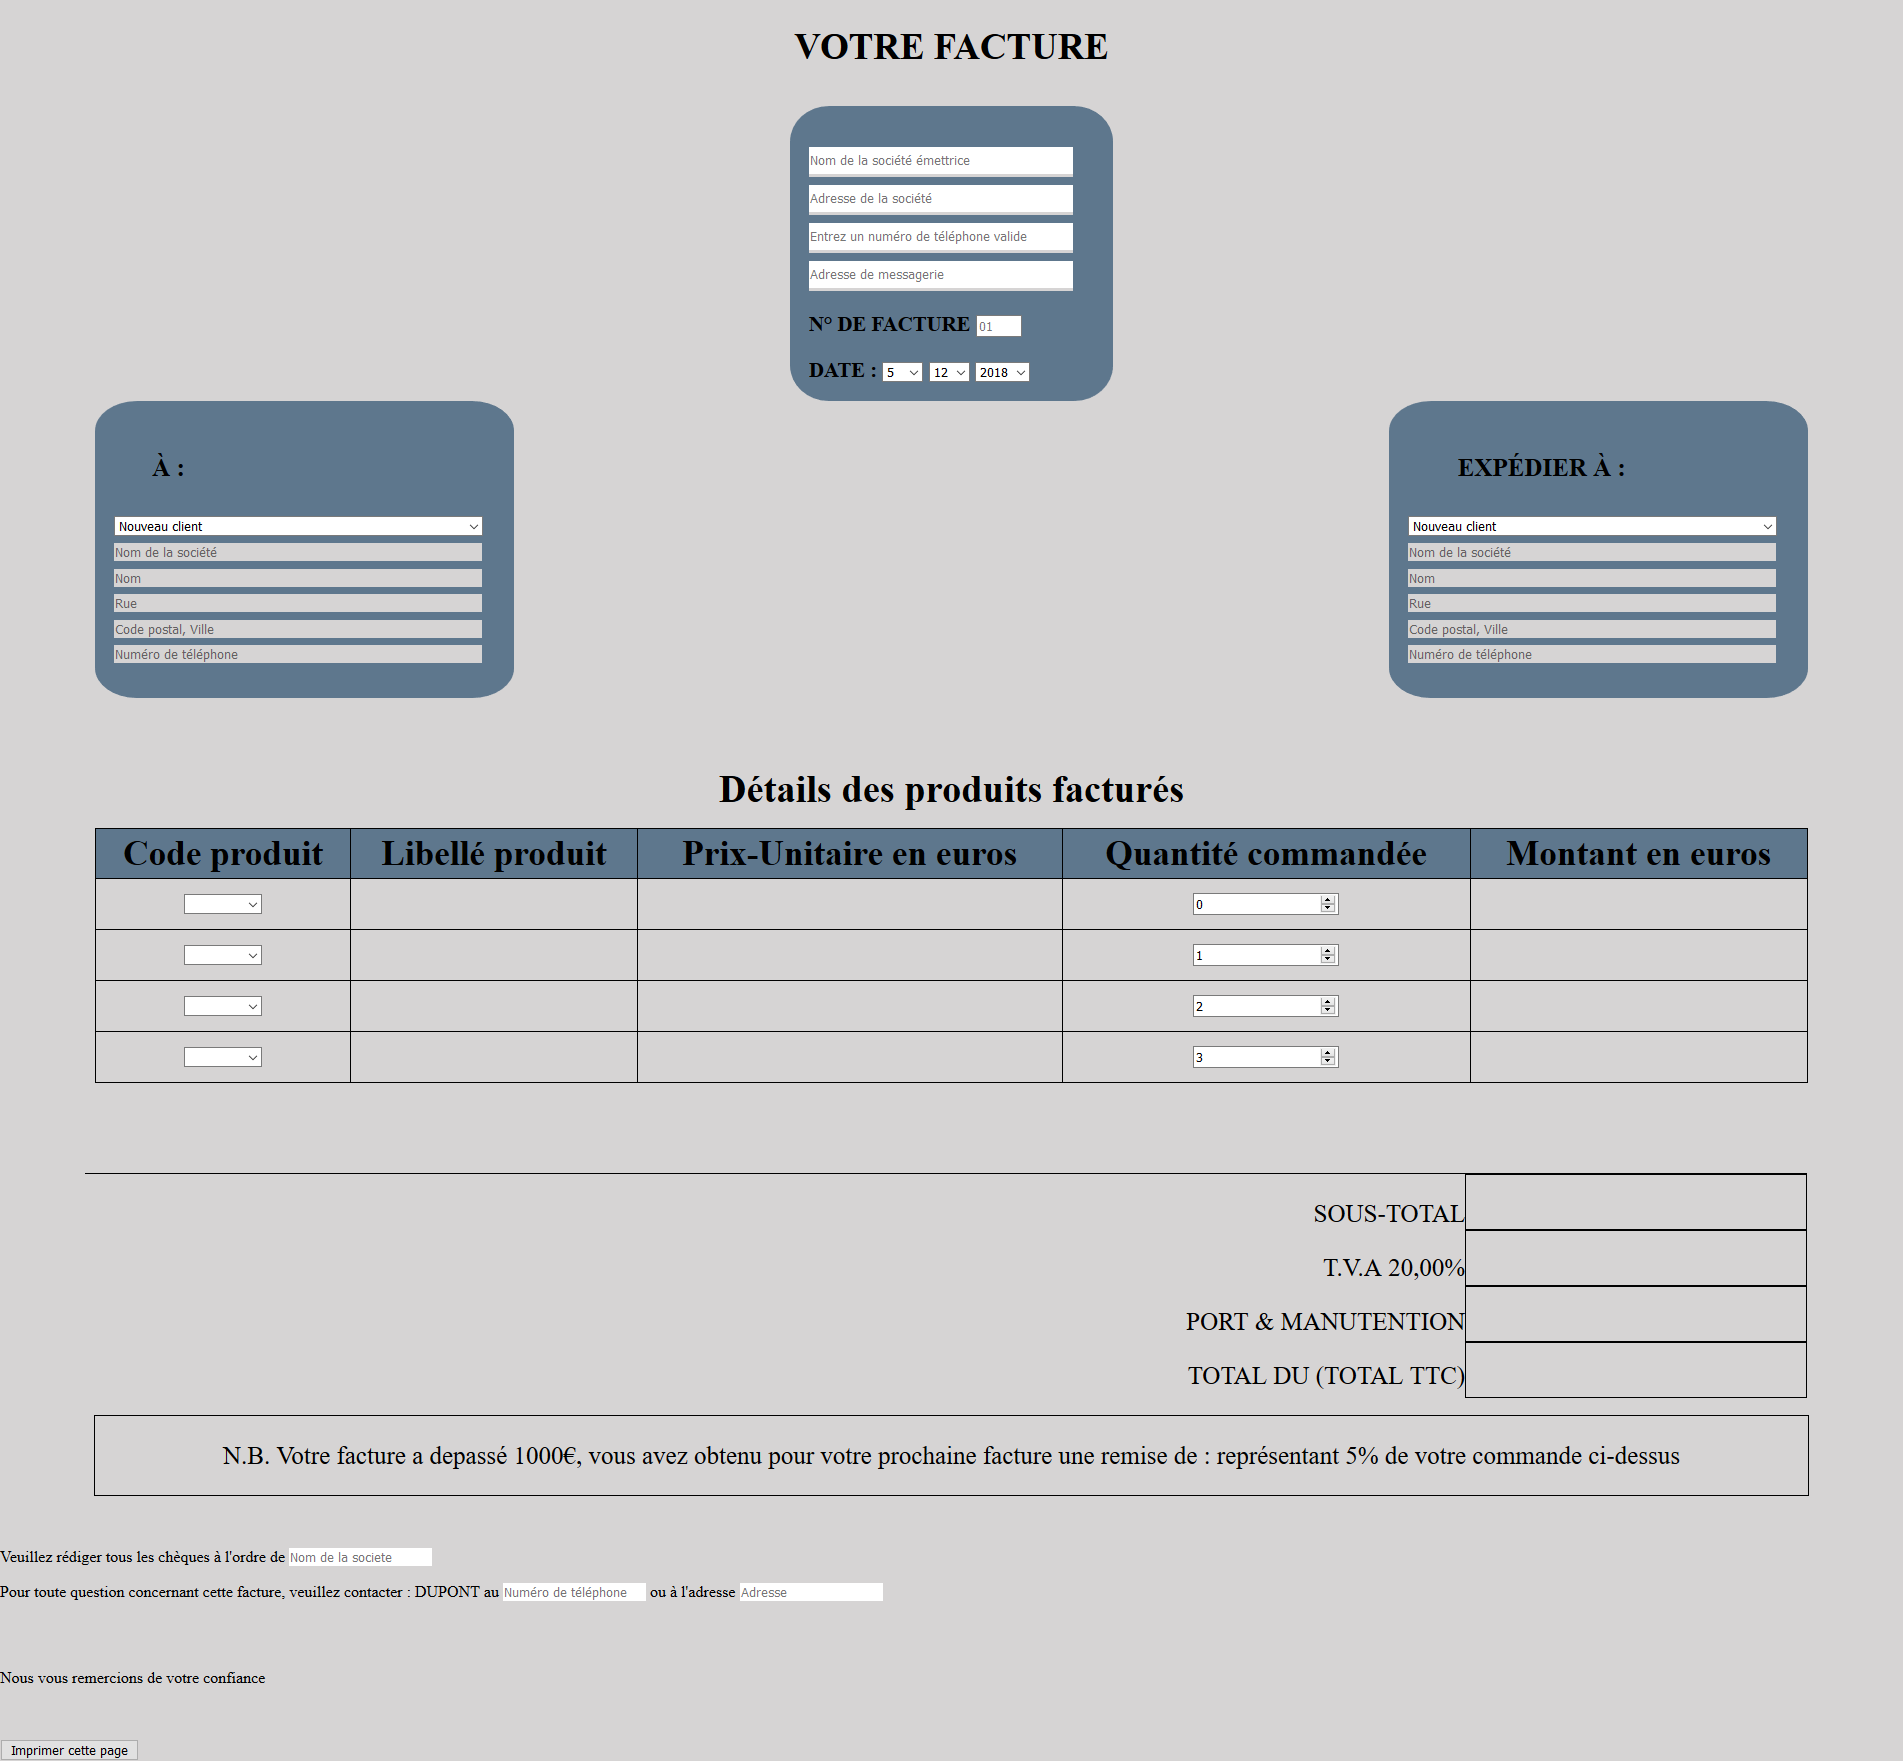 VOTRE FACTURE
Nom de la société émettrice
Adresse de la société
Entrez un numéro de téléphone valide
Adresse de messagerie
N° DE FACTURE 01
DATE : 5 12 2018
À :
Nouveau client
Nom de la société
Nom
Rue
Code postal, Ville
Numéro de téléphone
EXPÉDIER À :
Nouveau client
Nom de la société
Nom
Rue
Code postal, Ville
Numéro de téléphone
Détails des produits facturés
Code produit Libellé produit Prix-Unitaire en euros Quantité commandée Montant en euros
0
1
2
3
SOUS-TOTAL
T.V.A 20,00%
PORT & MANUTENTION
TOTAL DU (TOTAL TTC)
N.B. Votre facture a depassé 1000€, vous avez obtenu pour votre prochaine facture une remise de : représentant 5% de votre commande ci-dessus
Veuillez rédiger tous les chèques à l'ordre de Nom de la societe
Pour toute question concernant cette facture, veuillez contacter : DUPONT au Numéro de téléphone ou à l'adresse Adresse
Nous vous remercions de votre confiance
Imprimer cette page